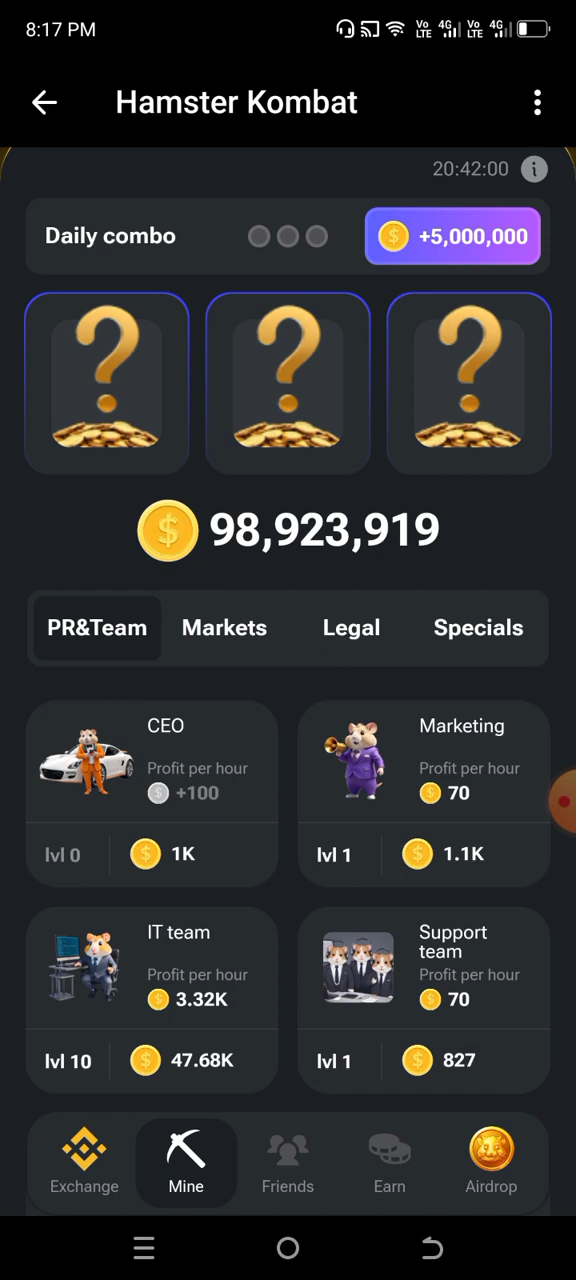 8:17 PM
Vo LTE 4G Vo LTE 4G
Hamster Kombat
20:42:00 i
Daily combo
$ +5,000,000
? ? ?
$ 98,923,919
PR&Team Markets Legal Specials
CEO
Profit per hour
$ +100
lvl 0 $ 1K
Marketing
Profit per hour
$ 70
lvl 1 $ 1.1K
IT team
Profit per hour
$ 3.32K
lvl 10 $ 47.68K
Support
team
Profit per hour
$ 70
lvl 1 $ 827
Exchange Mine Friends Earn Airdrop